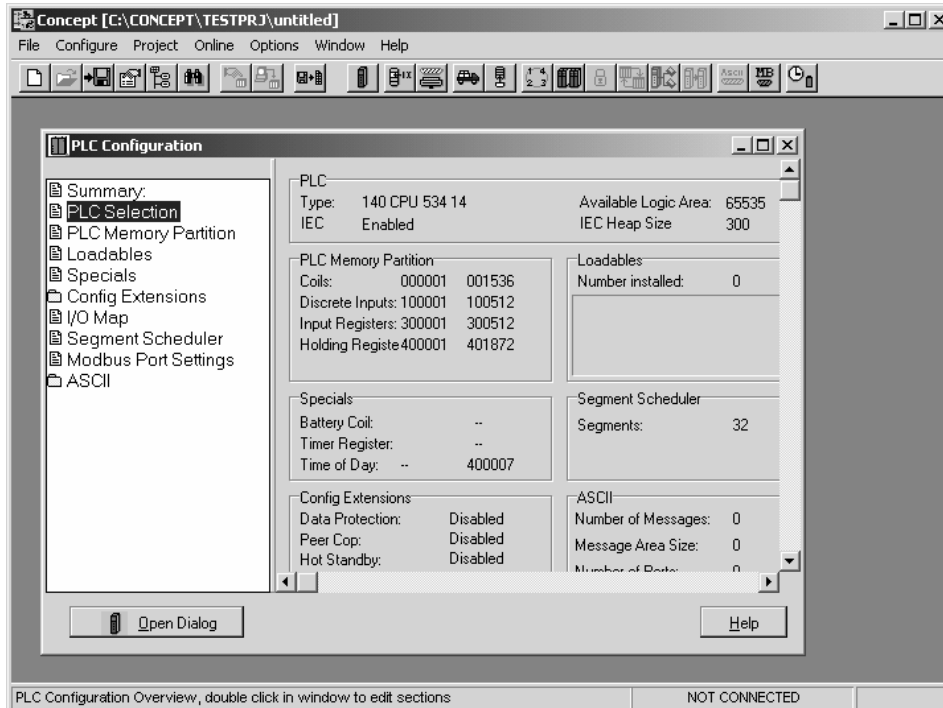 Concept [C:\CONCEPT\TESTPRJ\untitled]
File Configure Project Online Options Window Help
PLC Configuration
Summary:
PLC Selection
PLC Memory Partition
Loadables
Specials
Config Extensions
I/O Map
Segment Scheduler
Modbus Port Settings
ASCII
PLC
Type: 140 CPU 534 14 Available Logic Area: 65535
IEC Enabled IEC Heap Size 300
PLC Memory Partition
Coils: 000001 001536
Discrete Inputs: 100001 100512
Input Registers: 300001 300512
Holding Registe 400001 401872
Loadables
Number installed: 0
Specials
Battery Coil: --
Timer Register: --
Time of Day: -- 400007
Segment Scheduler
Segments: 32
Config Extensions
Data Protection: Disabled
Peer Cop: Disabled
Hot Standby: Disabled
ASCII
Number of Messages: 0
Message Area Size: 0
Number of Ports: 0
Open Dialog
Help
PLC Configuration Overview, double click in window to edit sections NOT CONNECTED